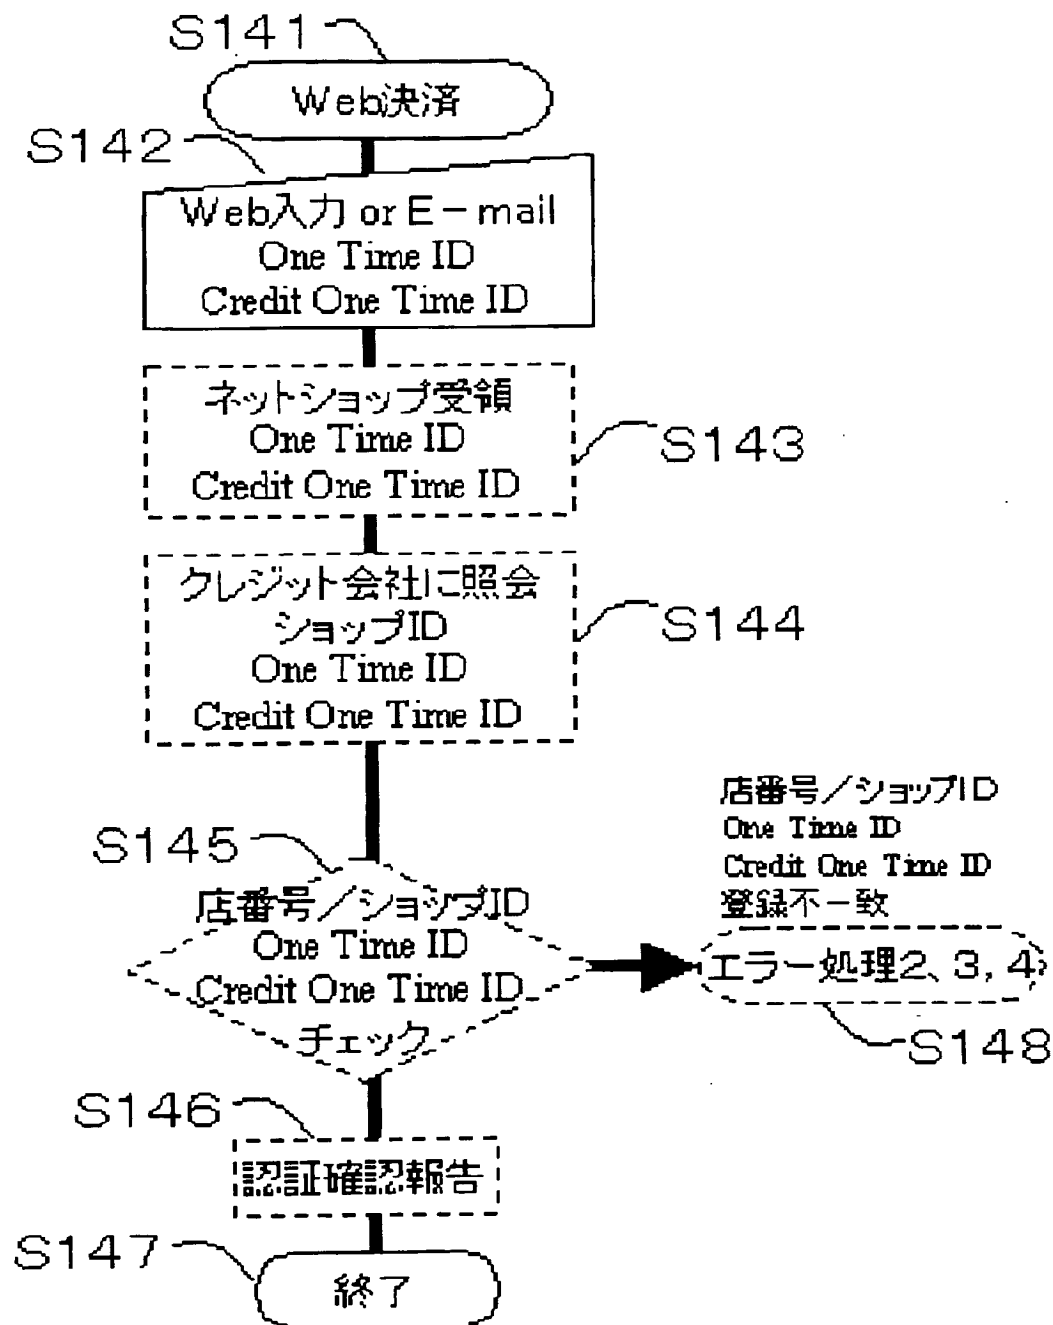 S141
Web決済
S142
Web入力 or E-mail
One Time ID
Credit One Time ID
ネットショップ受領
One Time ID
Credit One Time ID
S143
クレジット会社に照会
ショップID
One Time ID
Credit One Time ID
S144
S145
店番号/ショップID
One Time ID
Credit One Time ID
チェック
店番号/ショップID
One Time ID
Credit One Time ID
登録不一致
エラー処理2、3,4
S148
S146
認証確認報告
S147
終了